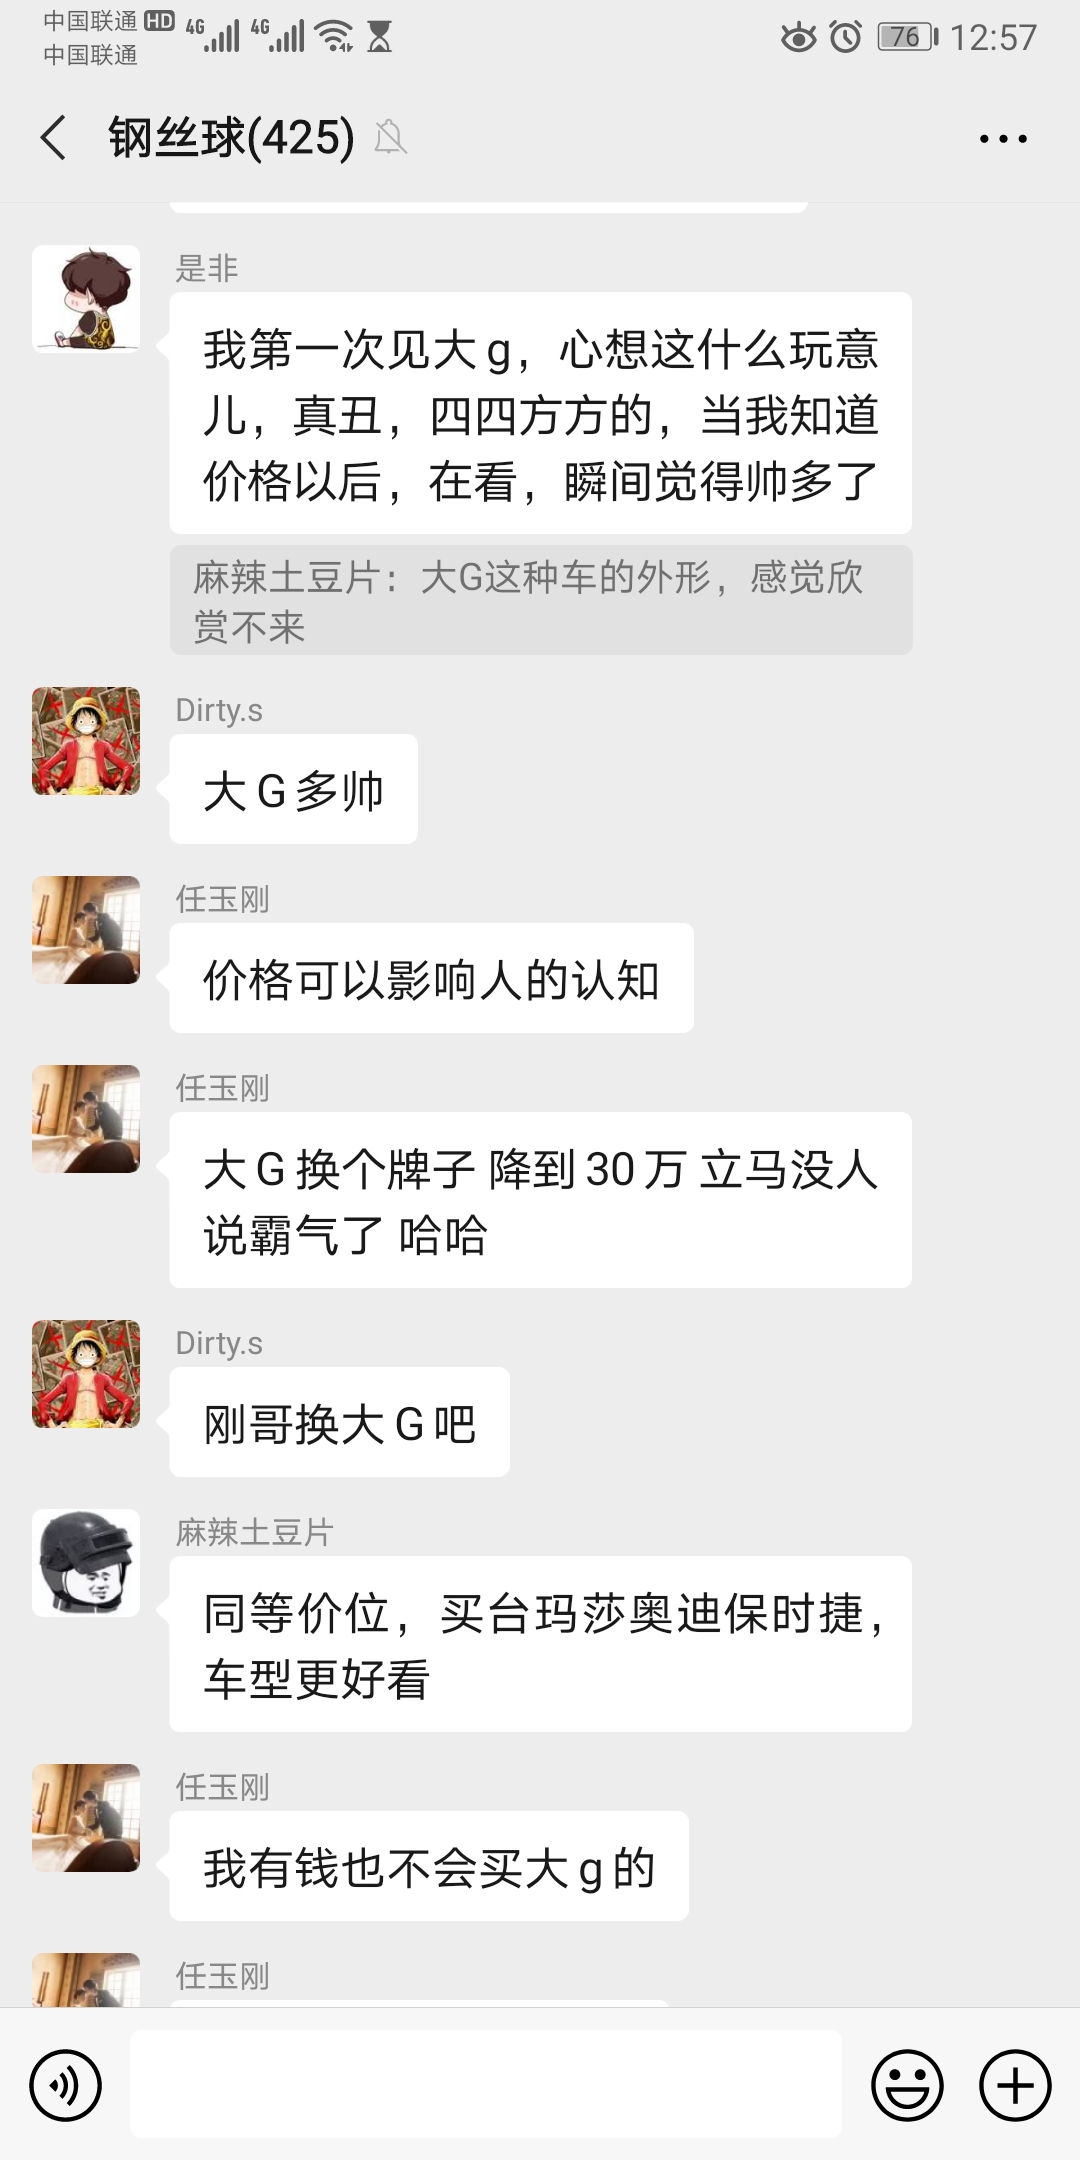 中国联通 HD 4G 4G 76 12:57
中国联通
钢丝球(425)
是非
我第一次见大g，心想这什么玩意
儿，真丑，四四方方的，当我知道
价格以后，在看，瞬间觉得帅多了
麻辣土豆片：大G这种车的外形，感觉欣
赏不来
Dirty.s
大G多帅
任玉刚
价格可以影响人的认知
任玉刚
大G换个牌子 降到30万 立马没人
说霸气了 哈哈
Dirty.s
刚哥换大G吧
麻辣土豆片
同等价位，买台玛莎奥迪保时捷，
车型更好看
任玉刚
我有钱也不会买大g的
任玉刚